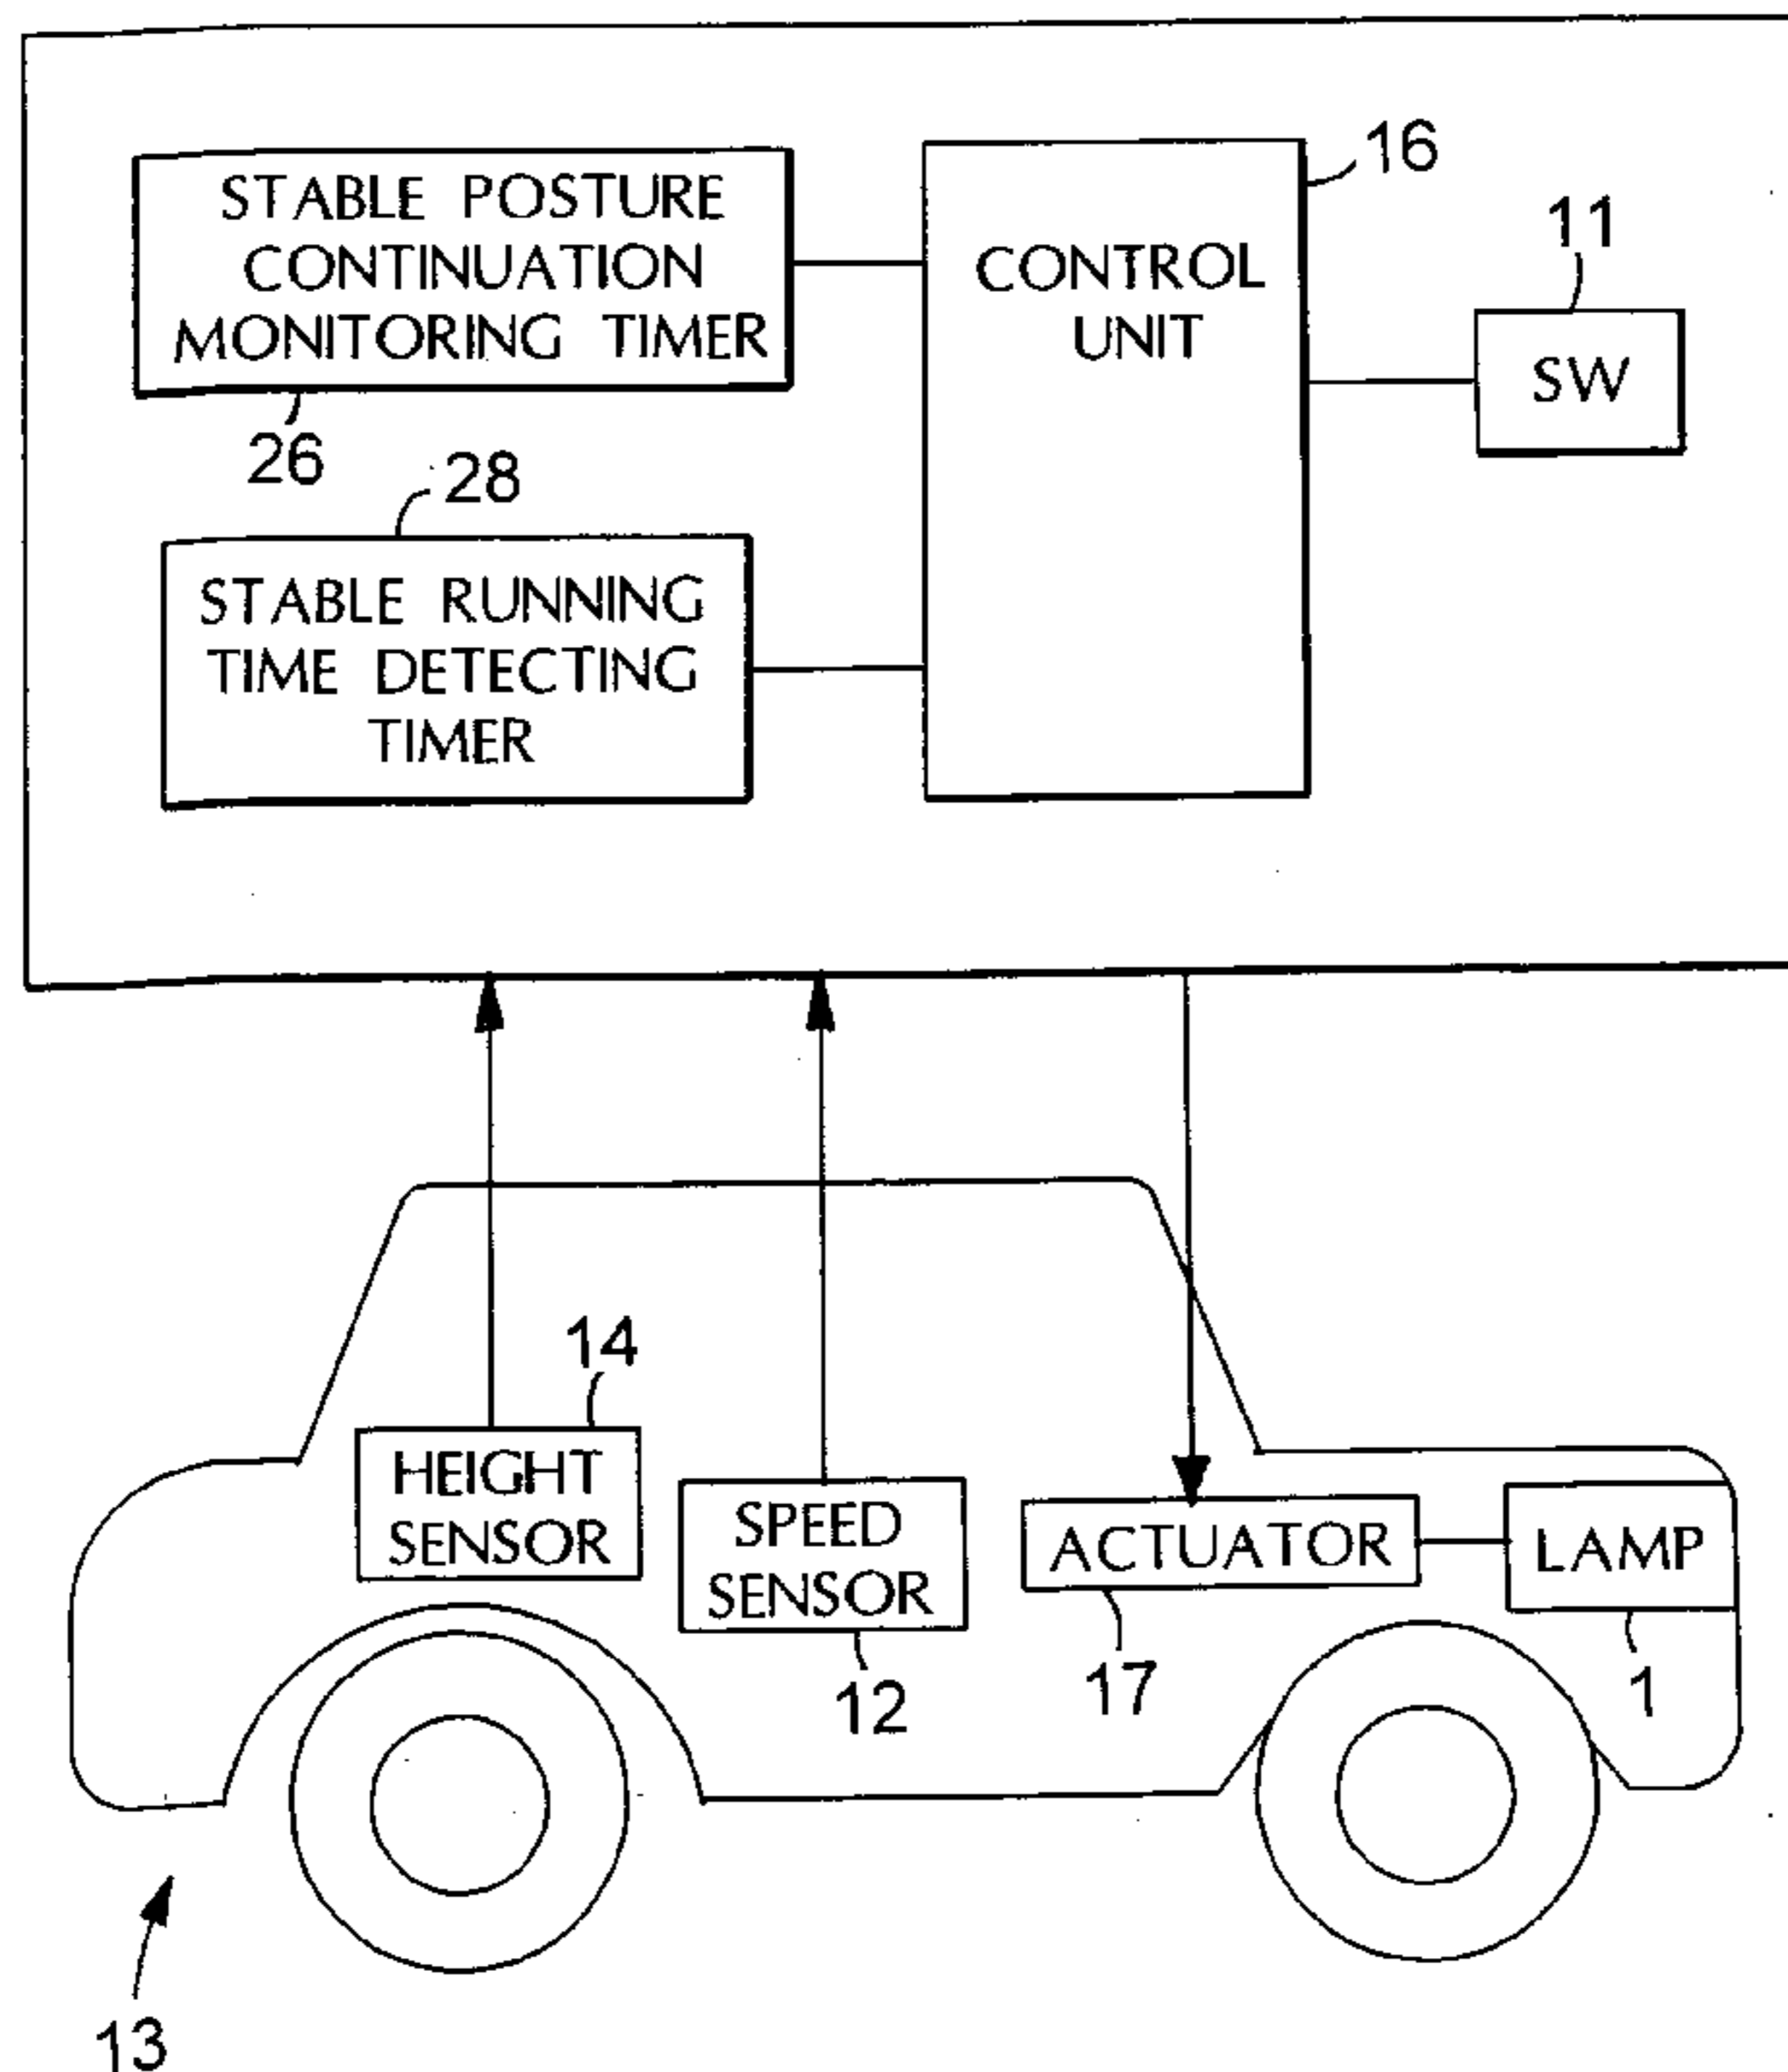 STABLE POSTURE
CONTINUATION
MONITORING TIMER
26
CONTROL
UNIT
16
11
SW
28
STABLE RUNNING
TIME DETECTING
TIMER
14
HEIGHT
SENSOR
SPEED
SENSOR
12
ACTUATOR
17
LAMP
1
13